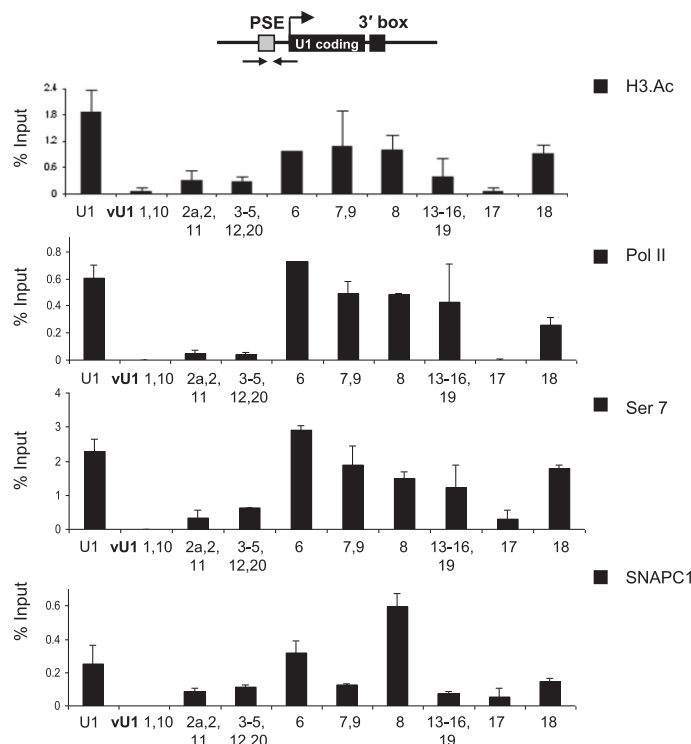 PSE 3′ box
U1 coding
H3.Ac
% Input
2.4
1.8
1.2
0.6
0
U1 vU1 1,10 2a,2, 3-5, 6 7,9 8 13-16, 17 18
11 12,20 19
Pol II
% Input
0.8
0.6
0.4
0.2
0
U1 vU1 1,10 2a,2, 3-5, 6 7,9 8 13-16, 17 18
11 12,20 19
Ser 7
% Input
4
3
2
1
0
U1 vU1 1,10 2a,2, 3-5, 6 7,9 8 13-16, 17 18
11 12,20 19
SNAPC1
% Input
0.6
0.4
0.2
0
U1 vU1 1,10 2a,2, 3-5, 6 7,9 8 13-16, 17 18
11 12,20 19